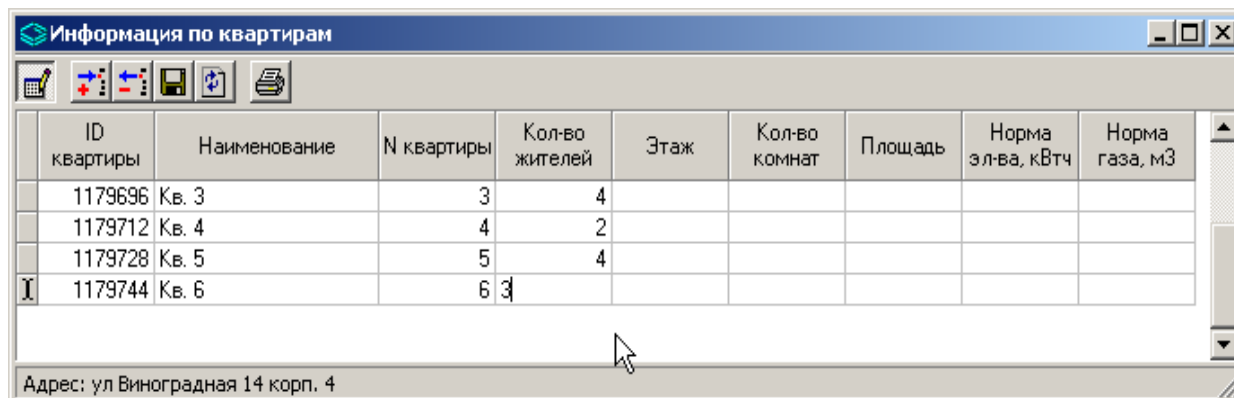 Информация по квартирам
ID квартиры Наименование N квартиры Кол-во жителей Этаж Кол-во комнат Площадь Норма эл-ва, кВтч Норма газа, м3
1179696 Кв. 3 3 4
1179712 Кв. 4 4 2
1179728 Кв. 5 5 4
1179744 Кв. 6 6 3
Адрес: ул Виноградная 14 корп. 4